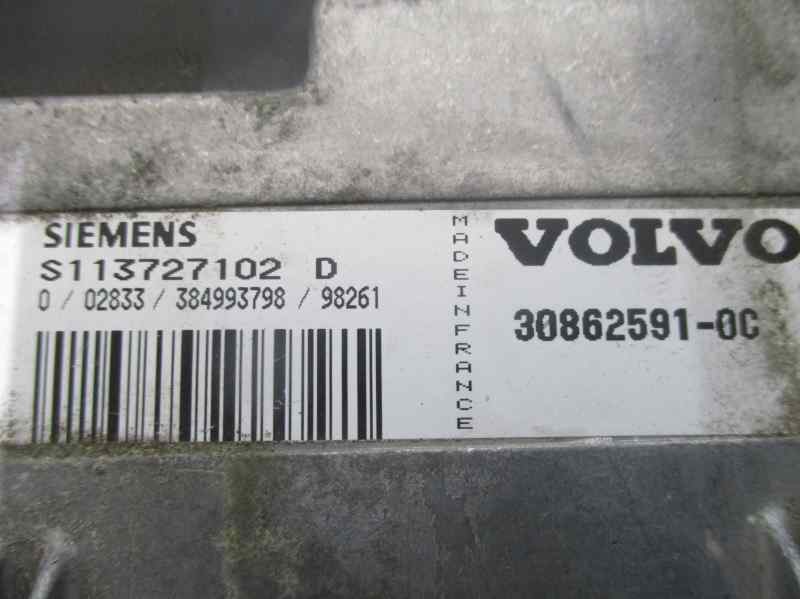 SIEMENS
S113727102 D
0 / 02833 / 384993798 / 98261
MADEINFRANCE
VOLVO
30862591-0C